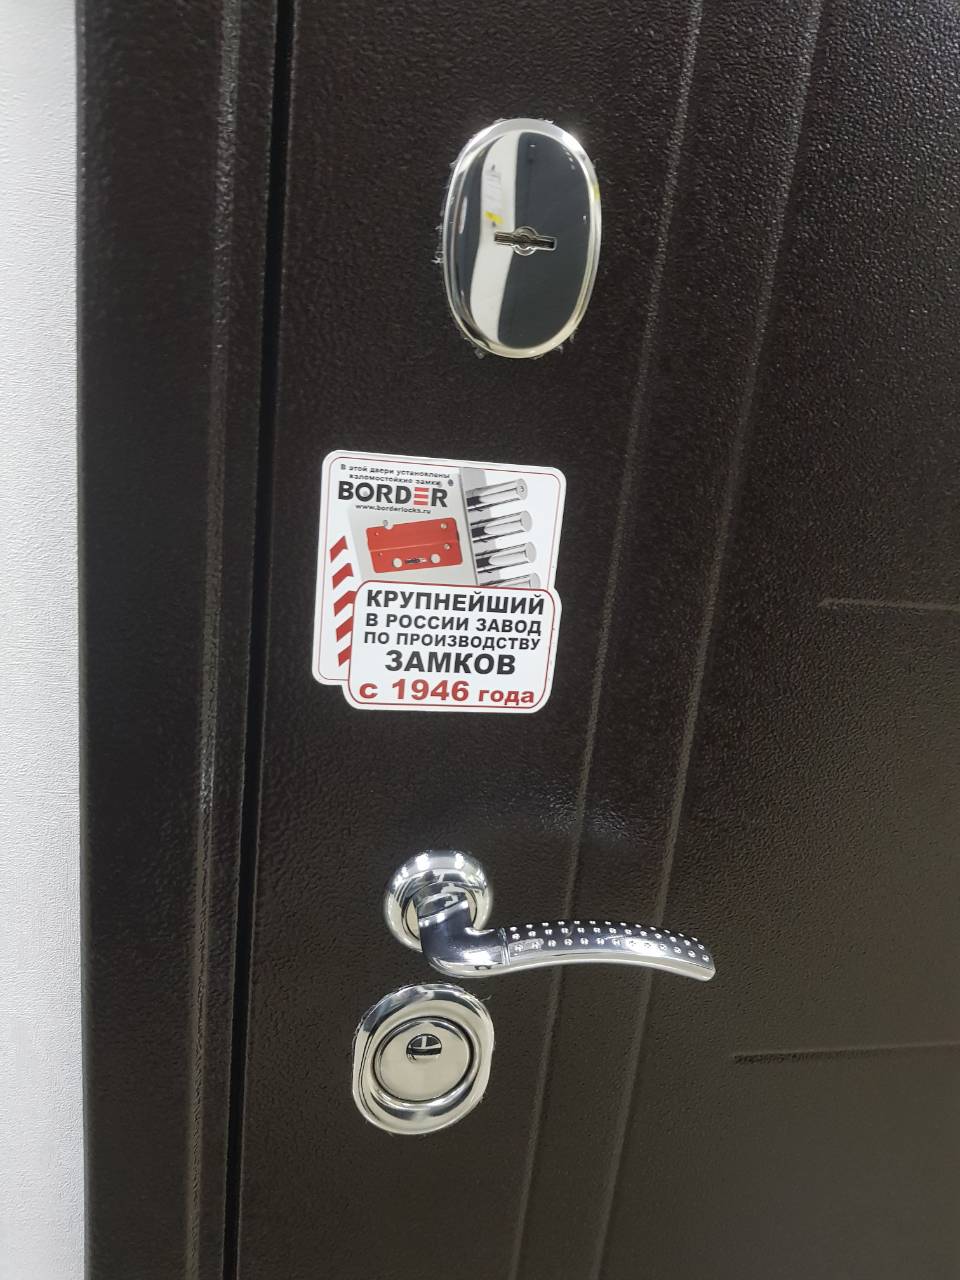 В этой двери установлены
взломостойкие замки
BORDER
www.borderlocks.ru
КРУПНЕЙШИЙ
В РОССИИ ЗАВОД
ПО ПРОИЗВОДСТВУ
ЗАМКОВ
с 1946 года